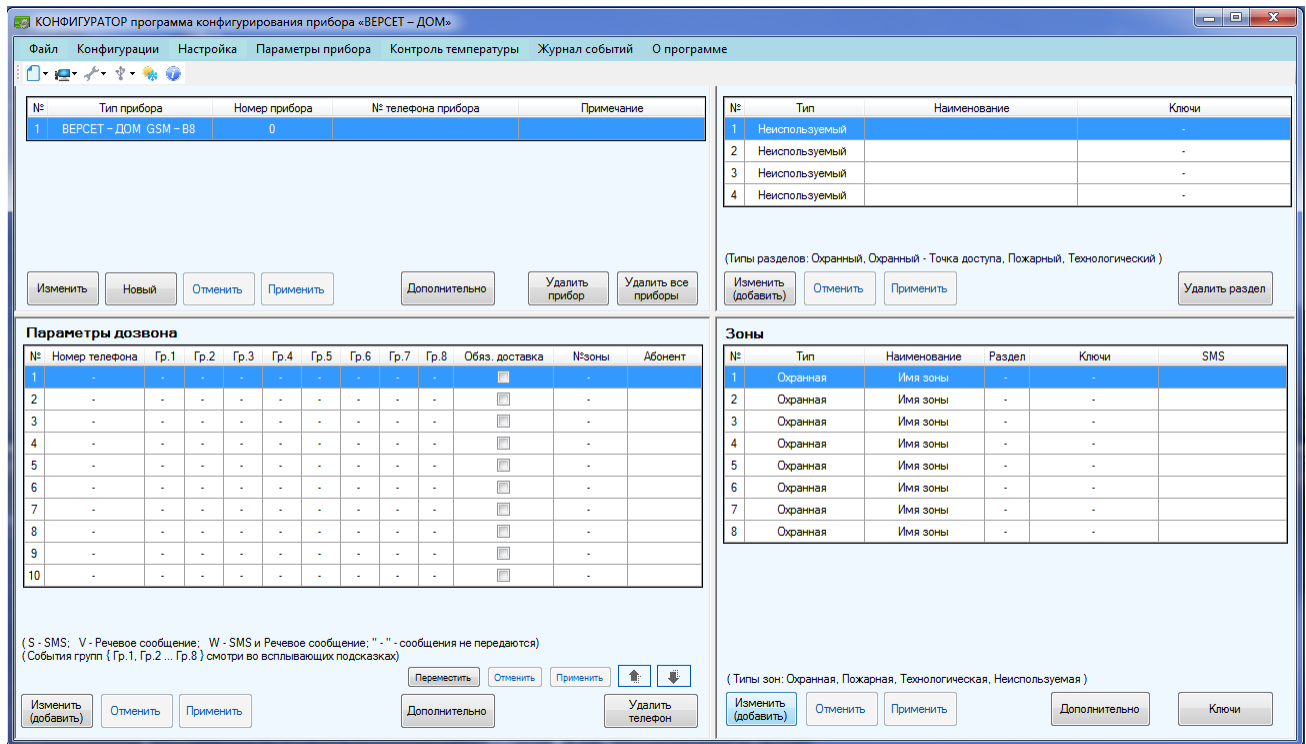 КОНФИГУРАТОР программа конфигурирования прибора «ВЕРСЕТ – ДОМ»
Файл Конфигурации Настройка Параметры прибора Контроль температуры Журнал событий О программе
№ Тип прибора Номер прибора № телефона прибора Примечание
1 ВЕРСЕТ – ДОМ GSM – В8 0
Изменить Новый Отменить Применить Дополнительно Удалить прибор Удалить все приборы
№ Тип Наименование Ключи
1 Неиспользуемый -
2 Неиспользуемый -
3 Неиспользуемый -
4 Неиспользуемый -
(Типы разделов: Охранный, Охранный - Точка доступа, Пожарный, Технологический )
Изменить (добавить) Отменить Применить Удалить раздел
Параметры дозвона
№ Номер телефона Гр.1 Гр.2 Гр.3 Гр.4 Гр.5 Гр.6 Гр.7 Гр.8 Обяз. доставка №зоны Абонент
1 - - - - - - - - - -
2 - - - - - - - - - -
3 - - - - - - - - - -
4 - - - - - - - - - -
5 - - - - - - - - - -
6 - - - - - - - - - -
7 - - - - - - - - - -
8 - - - - - - - - - -
9 - - - - - - - - - -
10 - - - - - - - - - -
( S - SMS; V - Речевое сообщение; W - SMS и Речевое сообщение; " - " - сообщения не передаются)
( События групп { Гр.1, Гр.2 ... Гр.8 } смотри во всплывающих подсказках)
Переместить Отменить Применить
Изменить (добавить) Отменить Применить Дополнительно Удалить телефон
Зоны
№ Тип Наименование Раздел Ключи SMS
1 Охранная Имя зоны - -
2 Охранная Имя зоны - -
3 Охранная Имя зоны - -
4 Охранная Имя зоны - -
5 Охранная Имя зоны - -
6 Охранная Имя зоны - -
7 Охранная Имя зоны - -
8 Охранная Имя зоны - -
( Типы зон: Охранная, Пожарная, Технологическая, Неиспользуемая )
Изменить (добавить) Отменить Применить Дополнительно Ключи